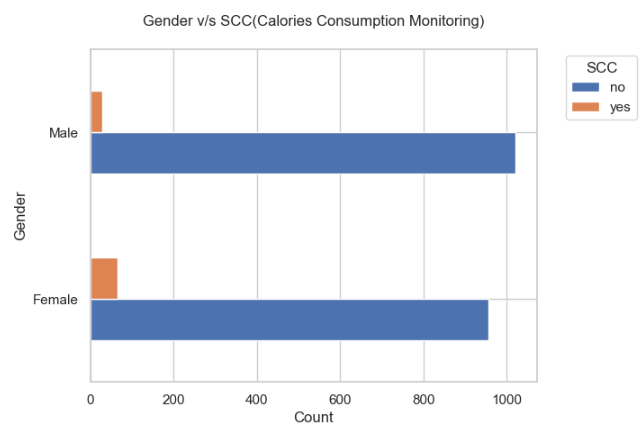 Gender v/s SCC(Calories Consumption Monitoring)
SCC
no
yes
Male
Female
Gender
0 200 400 600 800 1000
Count